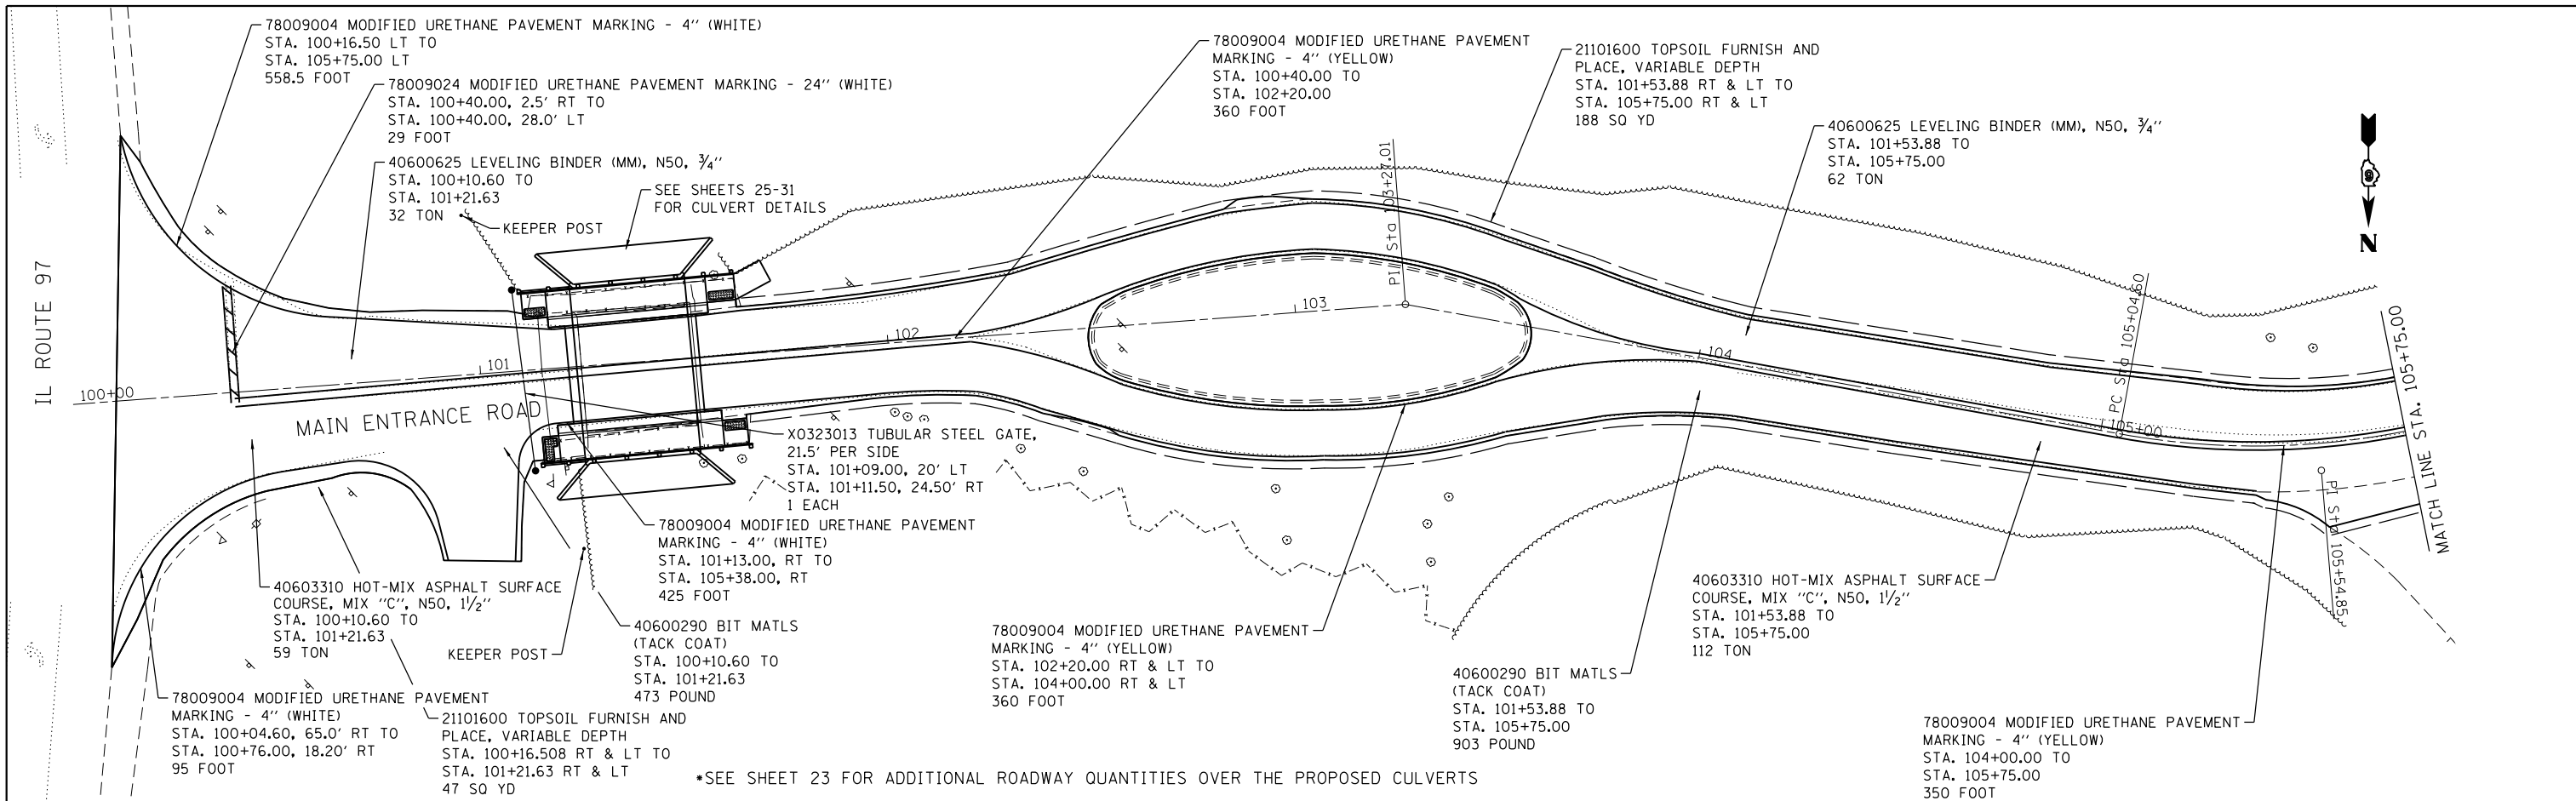 78009004 MODIFIED URETHANE PAVEMENT MARKING - 4" (WHITE)
STA. 100+16.50 LT TO
STA. 105+75.00 LT
558.5 FOOT
78009024 MODIFIED URETHANE PAVEMENT MARKING - 24" (WHITE)
STA. 100+40.00, 2.5' RT TO
STA. 100+40.00, 28.0' LT
29 FOOT
40600625 LEVELING BINDER (MM), N50, 3/4"
STA. 100+10.60 TO
STA. 101+21.63
32 TON
KEEPER POST
SEE SHEETS 25-31
FOR CULVERT DETAILS
78009004 MODIFIED URETHANE PAVEMENT
MARKING - 4" (YELLOW)
STA. 100+40.00 TO
STA. 102+20.00
360 FOOT
21101600 TOPSOIL FURNISH AND
PLACE, VARIABLE DEPTH
STA. 101+53.88 RT & LT TO
STA. 105+75.00 RT & LT
188 SQ YD
40600625 LEVELING BINDER (MM), N50, 3/4"
STA. 101+53.88 TO
STA. 105+75.00
62 TON
N
IL ROUTE 97
100+00
101
102
103
104
105+00
PI Sta 103+27.01
PC Sta 105+04.60
PI Sta 105+54.85
MATCH LINE STA. 105+75.00
MAIN ENTRANCE ROAD
X0323013 TUBULAR STEEL GATE,
21.5' PER SIDE
STA. 101+09.00, 20' LT
STA. 101+11.50, 24.50' RT
1 EACH
78009004 MODIFIED URETHANE PAVEMENT
MARKING - 4" (WHITE)
STA. 101+13.00, RT TO
STA. 105+38.00, RT
425 FOOT
40603310 HOT-MIX ASPHALT SURFACE
COURSE, MIX "C", N50, 1 1/2"
STA. 100+10.60 TO
STA. 101+21.63
59 TON
KEEPER POST
40600290 BIT MATLS
(TACK COAT)
STA. 100+10.60 TO
STA. 101+21.63
473 POUND
78009004 MODIFIED URETHANE PAVEMENT
MARKING - 4" (WHITE)
STA. 100+04.60, 65.0' RT TO
STA. 100+76.00, 18.20' RT
95 FOOT
21101600 TOPSOIL FURNISH AND
PLACE, VARIABLE DEPTH
STA. 100+16.508 RT & LT TO
STA. 101+21.63 RT & LT
47 SQ YD
78009004 MODIFIED URETHANE PAVEMENT
MARKING - 4" (YELLOW)
STA. 102+20.00 RT & LT TO
STA. 104+00.00 RT & LT
360 FOOT
40600290 BIT MATLS
(TACK COAT)
STA. 101+53.88 TO
STA. 105+75.00
903 POUND
40603310 HOT-MIX ASPHALT SURFACE
COURSE, MIX "C", N50, 1 1/2"
STA. 101+53.88 TO
STA. 105+75.00
112 TON
78009004 MODIFIED URETHANE PAVEMENT
MARKING - 4" (YELLOW)
STA. 104+00.00 TO
STA. 105+75.00
350 FOOT
*SEE SHEET 23 FOR ADDITIONAL ROADWAY QUANTITIES OVER THE PROPOSED CULVERTS